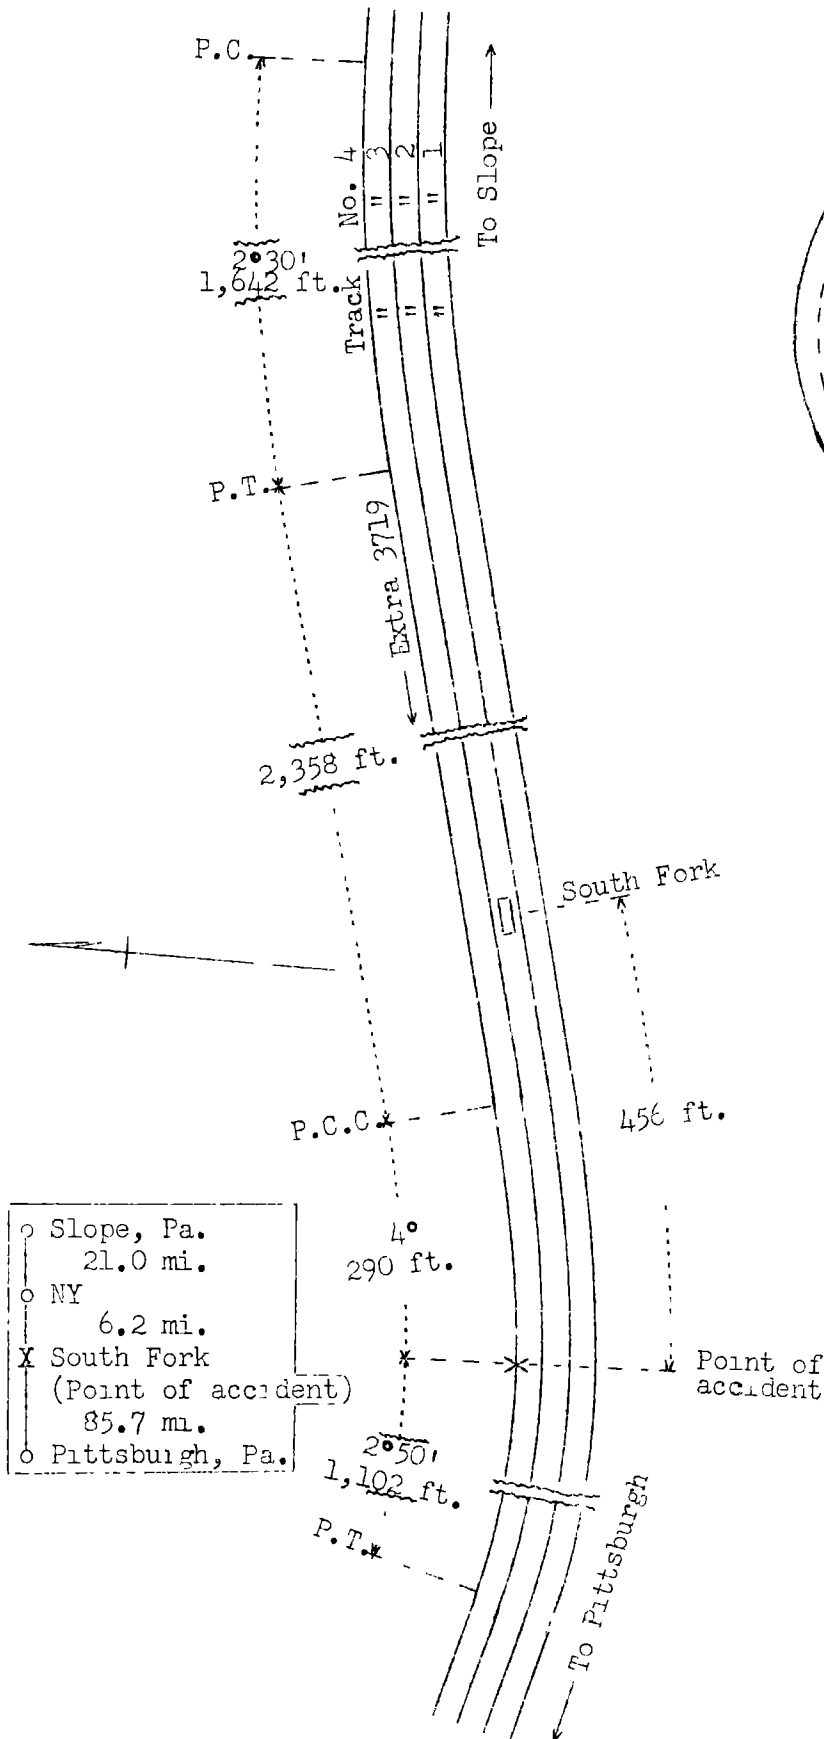 P.C.
Track No. 4
" " 3
" " 2
" " 1
To Slope
2°30'
1,642 ft.
P.T.
Extra 3719
2,358 ft.
South Fork
P.C.C.
456 ft.
4°
290 ft.
Slope, Pa.
21.0 mi.
NY
6.2 mi.
X South Fork
(Point of accident)
85.7 mi.
Pittsburgh, Pa.
Point of
accident
2°50'
1,102 ft.
P.T.
To Pittsburgh